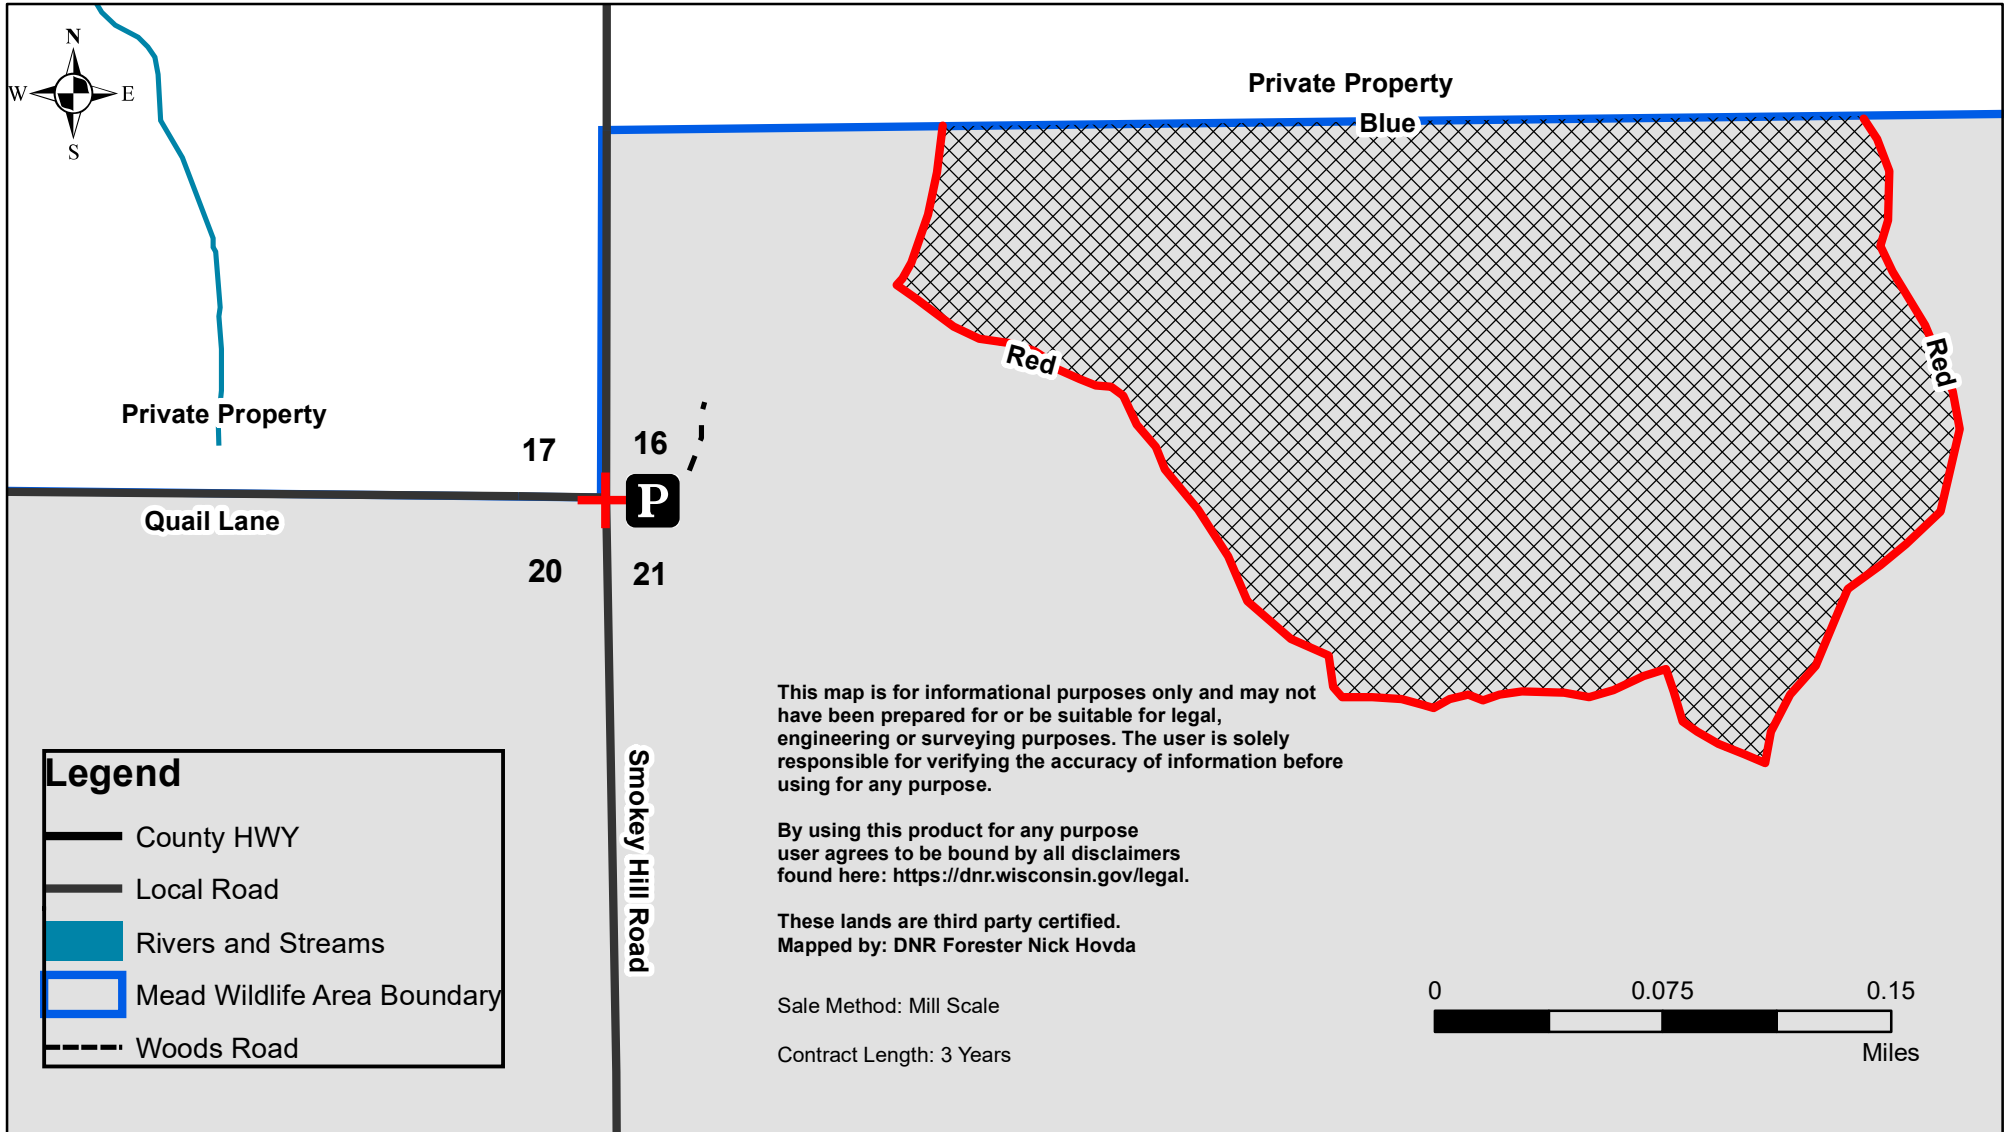 N
W
E
S
Private Property
Blue
Red
Red
Private Property
17
16
P
Quail Lane
20
21
Smokey Hill Road
This map is for informational purposes only and may not
have been prepared for or be suitable for legal,
engineering or surveying purposes. The user is solely
responsible for verifying the accuracy of information before
using for any purpose.
By using this product for any purpose
user agrees to be bound by all disclaimers
found here: https://dnr.wisconsin.gov/legal.
These lands are third party certified.
Mapped by: DNR Forester Nick Hovda
Sale Method: Mill Scale
Contract Length: 3 Years
Legend
County HWY
Local Road
Rivers and Streams
Mead Wildlife Area Boundary
Woods Road
0 0.075 0.15
Miles